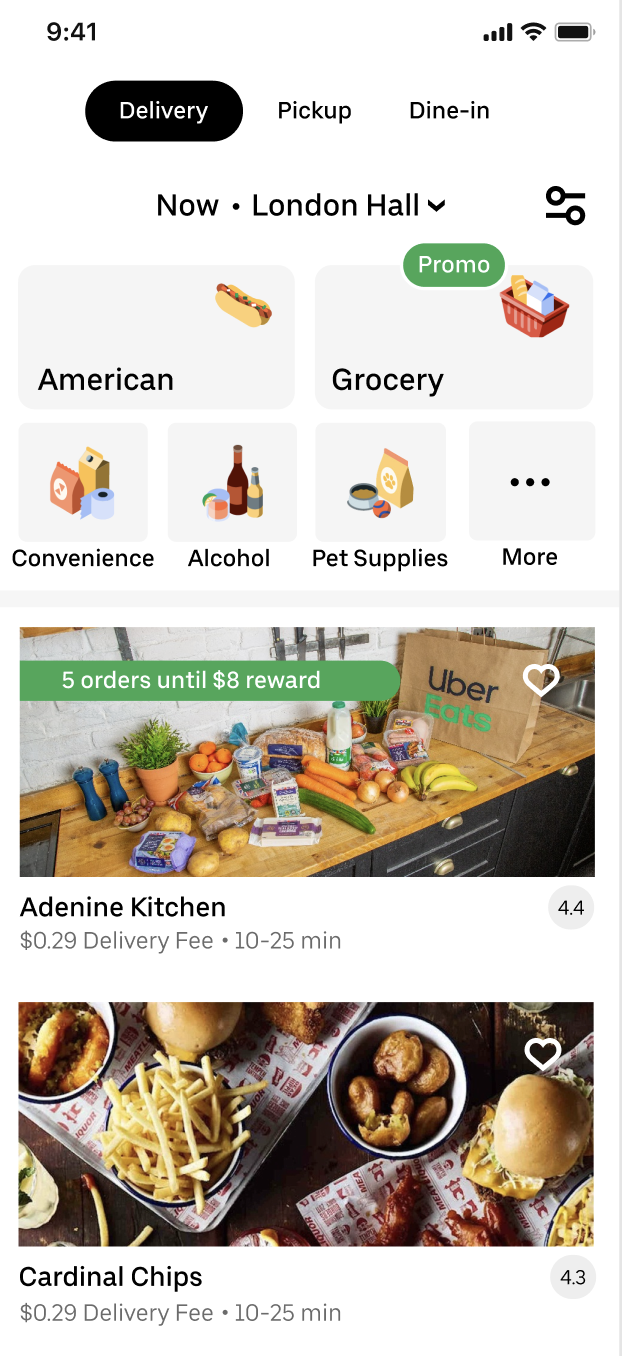 9:41
Delivery Pickup Dine-in
Now • London Hall
Promo
American Grocery
Convenience Alcohol Pet Supplies More
5 orders until $8 reward
Uber
Eats
Adenine Kitchen 4.4
$0.29 Delivery Fee • 10-25 min
Cardinal Chips 4.3
$0.29 Delivery Fee • 10-25 min